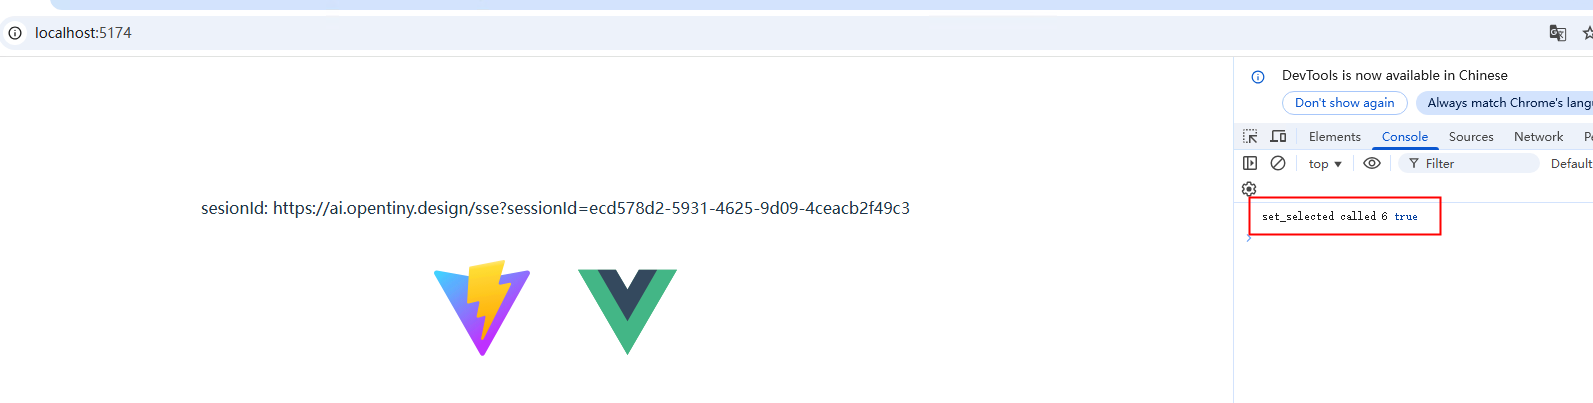 localhost:5174
DevTools is now available in Chinese
Don't show again
Always match Chrome's lang
Elements Console Sources Network
top Filter Default
sesionId: https://ai.opentiny.design/sse?sessionId=ecd578d2-5931-4625-9d09-4ceacb2f49c3
set_selected called 6 true